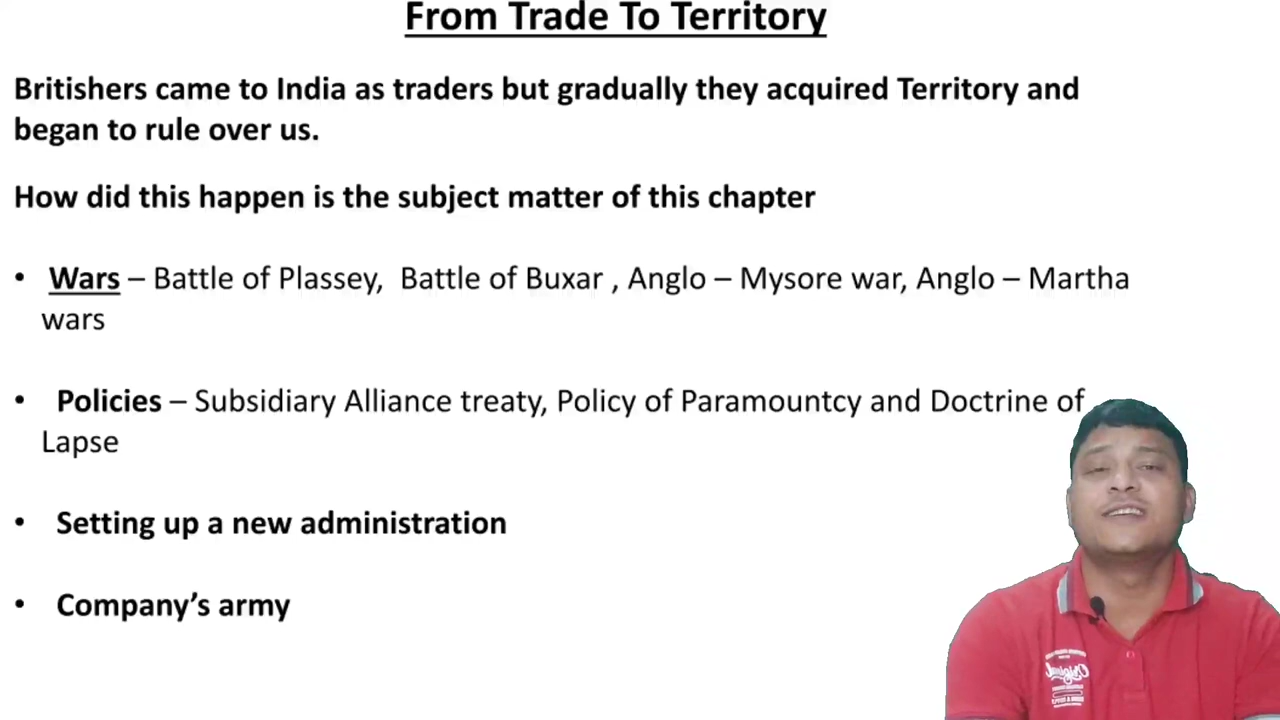 From Trade To Territory
Britishers came to India as traders but gradually they acquired Territory and
began to rule over us.
How did this happen is the subject matter of this chapter
• Wars – Battle of Plassey, Battle of Buxar , Anglo – Mysore war, Anglo – Martha
wars
• Policies – Subsidiary Alliance treaty, Policy of Paramountcy and Doctrine of
Lapse
• Setting up a new administration
• Company’s army
Original